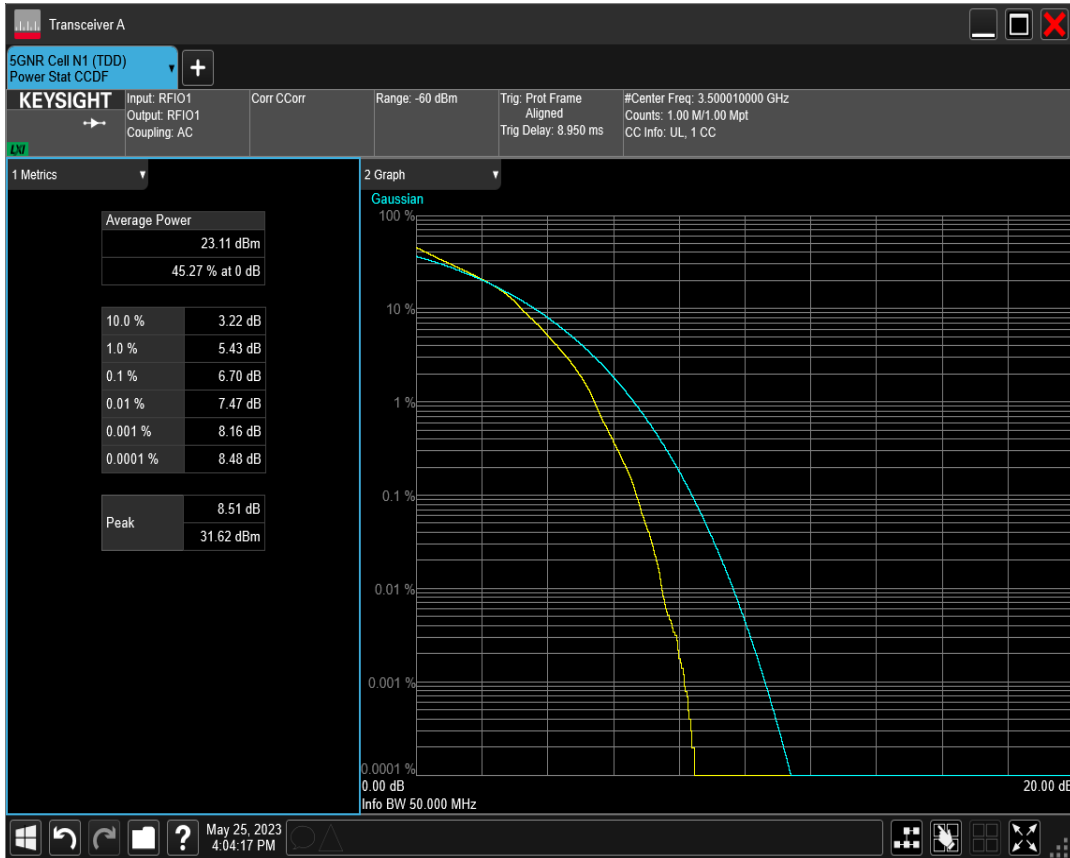 Transceiver A
5GNR Cell N1 (TDD)
Power Stat CCDF
+
KEYSIGHT
LXI
Input: RFIO1
Output: RFIO1
Coupling: AC
Corr CCorr
Range: -60 dBm
Trig: Prot Frame
Aligned
Trig Delay: 8.950 ms
#Center Freq: 3.500010000 GHz
Counts: 1.00 M/1.00 Mpt
CC Info: UL, 1 CC
1 Metrics
Average Power
23.11 dBm
45.27 % at 0 dB
10.0 % 3.22 dB
1.0 % 5.43 dB
0.1 % 6.70 dB
0.01 % 7.47 dB
0.001 % 8.16 dB
0.0001 % 8.48 dB
Peak
8.51 dB
31.62 dBm
2 Graph
Gaussian
100 %
10 %
1 %
0.1 %
0.01 %
0.001 %
0.0001 %
0.00 dB 20.00 dB
Info BW 50.000 MHz
?
May 25, 2023
4:04:17 PM